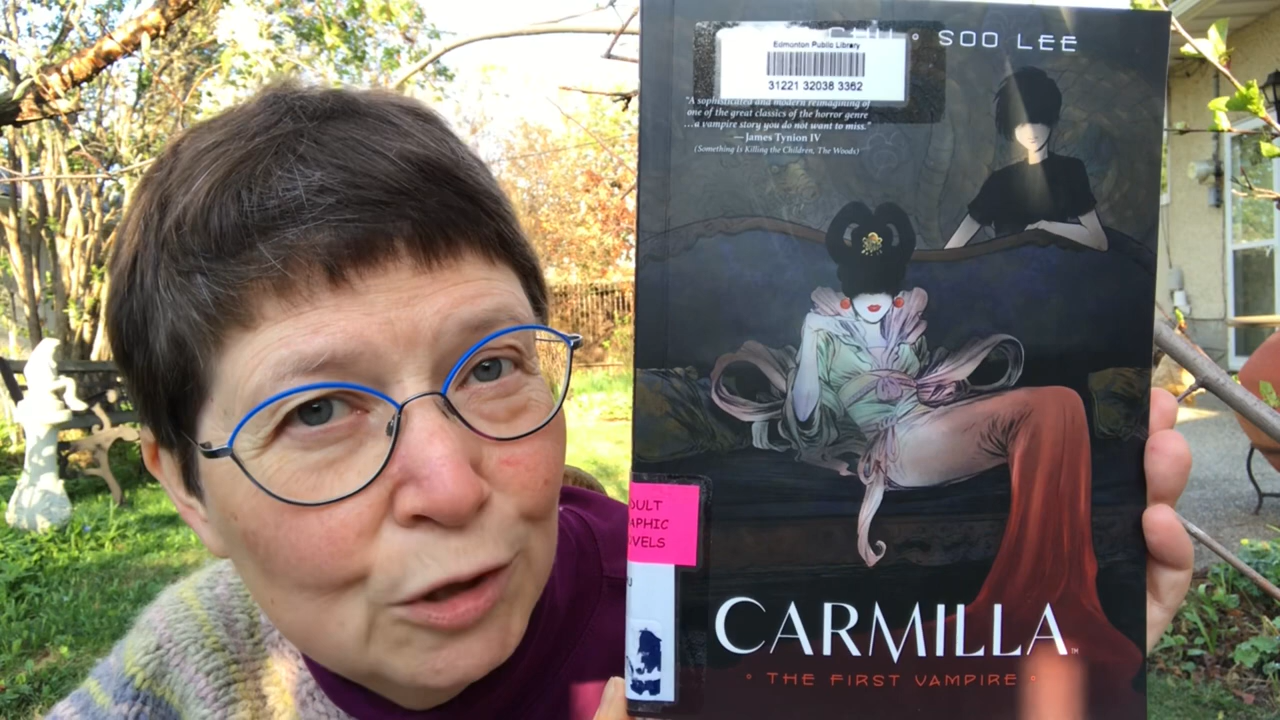 SOO LEE
Edmonton Public Library
31221 32038 3362
"A sophisticated and modern reimagining of
one of the great classics of the horror genre
...a vampire story you do not want to miss."
— James Tynion IV
(Something Is Killing the Children, The Woods)
DULT
APHIC
VELS
CARMILLA
TM
THE FIRST VAMPIRE